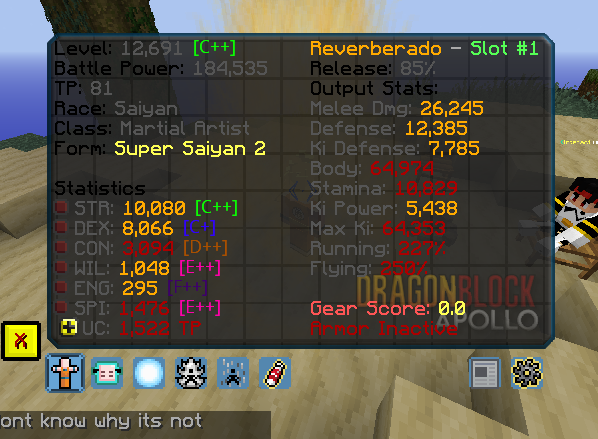 Level: 12,691 [C++]
Battle Power: 184,535
TP: 81
Race: Saiyan
Class: Martial Artist
Form: Super Saiyan 2
Statistics
STR: 10,080 [C++]
DEX: 8,066 [C+]
CON: 3,094 [D++]
WIL: 1,048 [E++]
ENG: 295 [F++]
SPI: 1,476 [E++]
UC: 1,522 TP
Reverberado - Slot #1
Release: 85%
Output Stats:
Melee Dmg: 26,245
Defense: 12,385
Ki Defense: 7,785
Body: 64,974
Stamina: 10,829
Ki Power: 5,438
Max Ki: 64,353
Running: 227%
Flying: 250%
DRAGONBLOCK
APOLLO
Gear Score: 0.0
Armor Inactive
ont know why its not